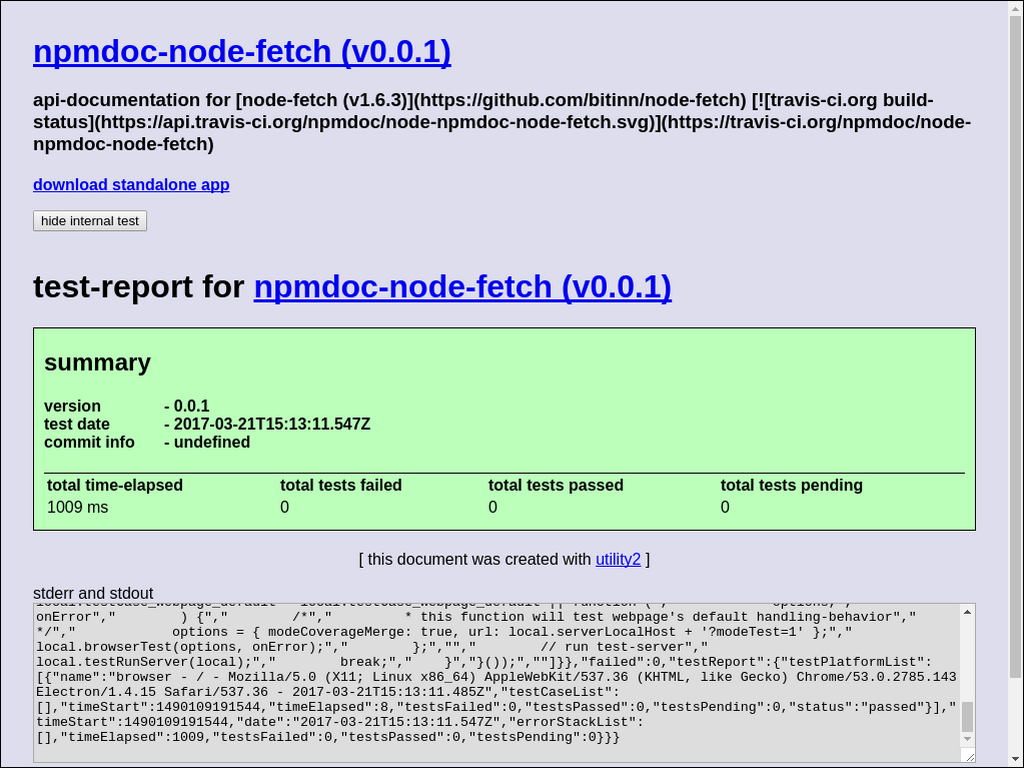 npmdoc-node-fetch (v0.0.1)
api-documentation for [node-fetch (v1.6.3)](https://github.com/bitinn/node-fetch) [![travis-ci.org build-
status](https://api.travis-ci.org/npmdoc/node-npmdoc-node-fetch.svg)](https://travis-ci.org/npmdoc/node-
npmdoc-node-fetch)
download standalone app
hide internal test
test-report for npmdoc-node-fetch (v0.0.1)
summary
version - 0.0.1
test date - 2017-03-21T15:13:11.547Z
commit info - undefined
total time-elapsed total tests failed total tests passed total tests pending
1009 ms 0 0 0
[ this document was created with utility2 ]
stderr and stdout
onError","        ) {","        /*","         * this function will test webpage's default handling-behavior","
*/","            options = { modeCoverageMerge: true, url: local.serverLocalHost + '?modeTest=1' };","
local.browserTest(options, onError);","        };","","        // run test-server","
local.testRunServer(local);","        break;","    }","}());",""]}},"failed":0,"testReport":{"testPlatformList":
[{"name":"browser - / - Mozilla/5.0 (X11; Linux x86_64) AppleWebKit/537.36 (KHTML, like Gecko) Chrome/53.0.2785.143
Electron/1.4.15 Safari/537.36 - 2017-03-21T15:13:11.485Z","testCaseList":
[],"timeStart":1490109191544,"timeElapsed":8,"testsFailed":0,"testsPassed":0,"testsPending":0,"status":"passed"}],"
timeStart":1490109191544,"date":"2017-03-21T15:13:11.547Z","errorStackList":
[],"timeElapsed":1009,"testsFailed":0,"testsPassed":0,"testsPending":0}}}